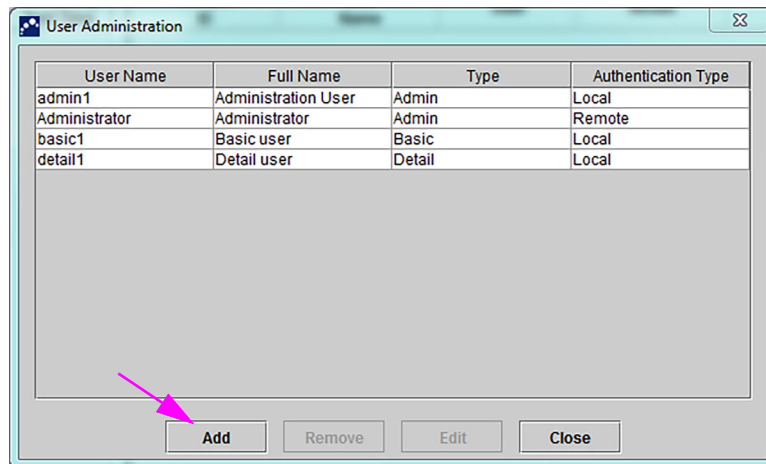 User Administration
User Name Full Name Type Authentication Type
admin1 Administration User Admin Local
Administrator Administrator Admin Remote
basic1 Basic user Basic Local
detail1 Detail user Detail Local
Add Remove Edit Close